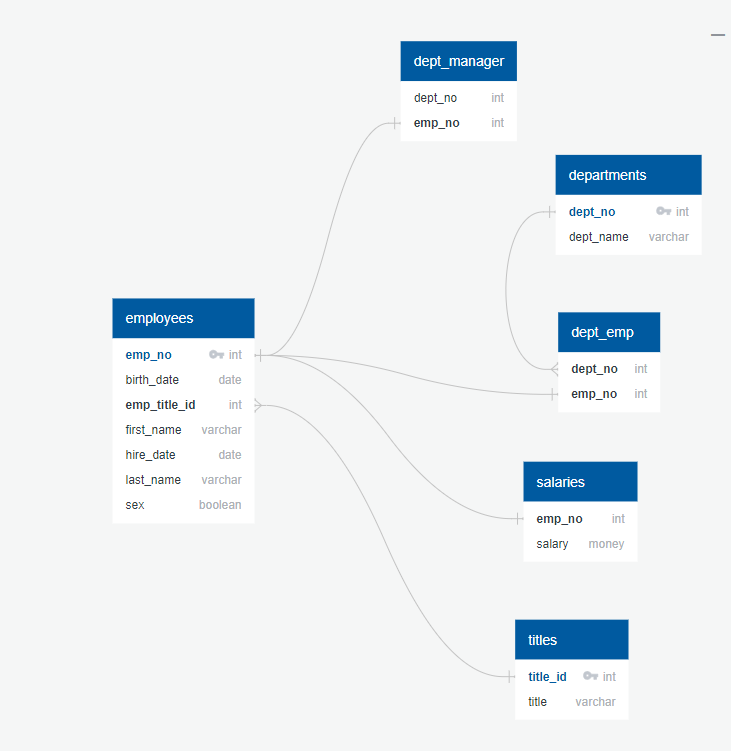 dept_manager
dept_no int
emp_no int
departments
dept_no int
dept_name varchar
employees
emp_no int
birth_date date
emp_title_id int
first_name varchar
hire_date date
last_name varchar
sex boolean
dept_emp
dept_no int
emp_no int
salaries
emp_no int
salary money
titles
title_id int
title varchar